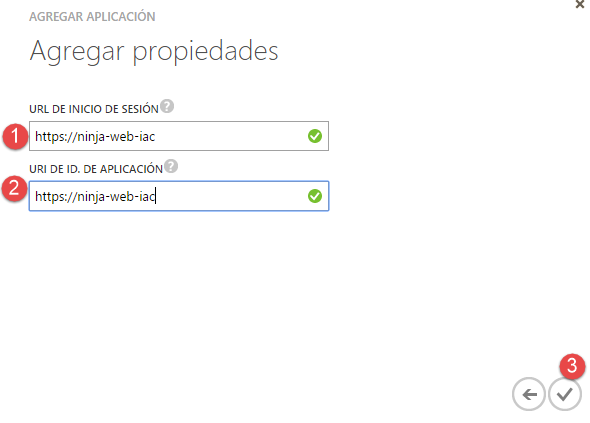 AGREGAR APLICACIÓN
Agregar propiedades
URL DE INICIO DE SESIÓN ?
1 https://ninja-web-iac
URI DE ID. DE APLICACIÓN ?
2 https://ninja-web-iac
3